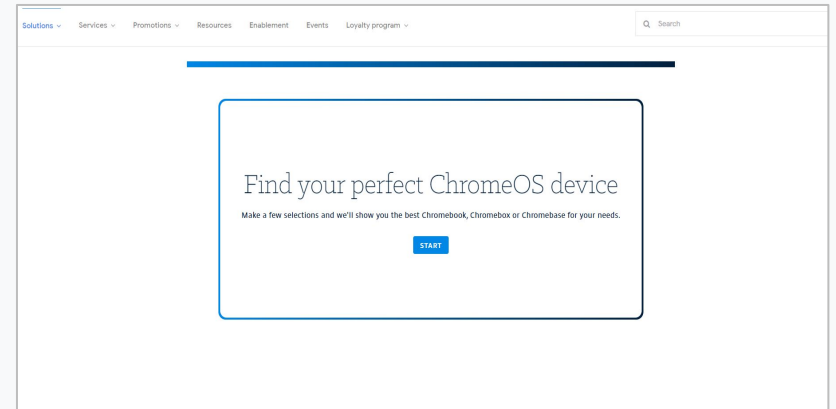 Solutions Services Promotions Resources Enablement Events Loyalty program Search
Find your perfect ChromeOS device
Make a few selections and we'll show you the best Chromebook, Chromebox or Chromebase for your needs.
START